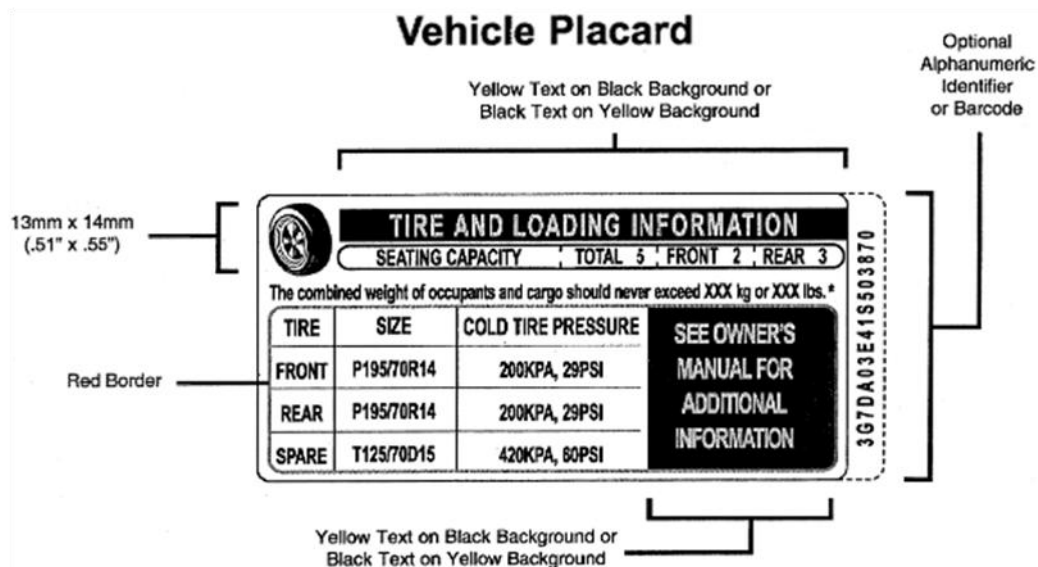 Vehicle Placard
Optional
Alphanumeric
Identifier
or Barcode
Yellow Text on Black Background or
Black Text on Yellow Background
13mm x 14mm
(.51" x .55")
TIRE AND LOADING INFORMATION
SEATING CAPACITY TOTAL 5 FRONT 2 REAR 3
The combined weight of occupants and cargo should never exceed XXX kg or XXX lbs.*
TIRE SIZE COLD TIRE PRESSURE
FRONT P195/70R14 200KPA, 29PSI
REAR P195/70R14 200KPA, 29PSI
SPARE T125/70D15 420KPA, 60PSI
SEE OWNER'S
MANUAL FOR
ADDITIONAL
INFORMATION
3G7DA03E41S503870
Red Border
Yellow Text on Black Background or
Black Text on Yellow Background